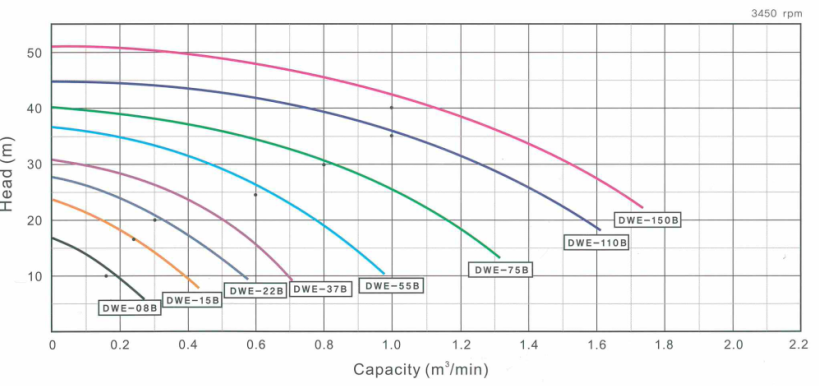 3450 rpm
50
40
30
20
10
Head (m)
DWE-150B
DWE-110B
DWE-75B
DWE-55B
DWE-37B
DWE-22B
DWE-15B
DWE-08B
0 0.2 0.4 0.6 0.8 1.0 1.2 1.4 1.6 1.8 2.0 2.2
Capacity (m³/min)